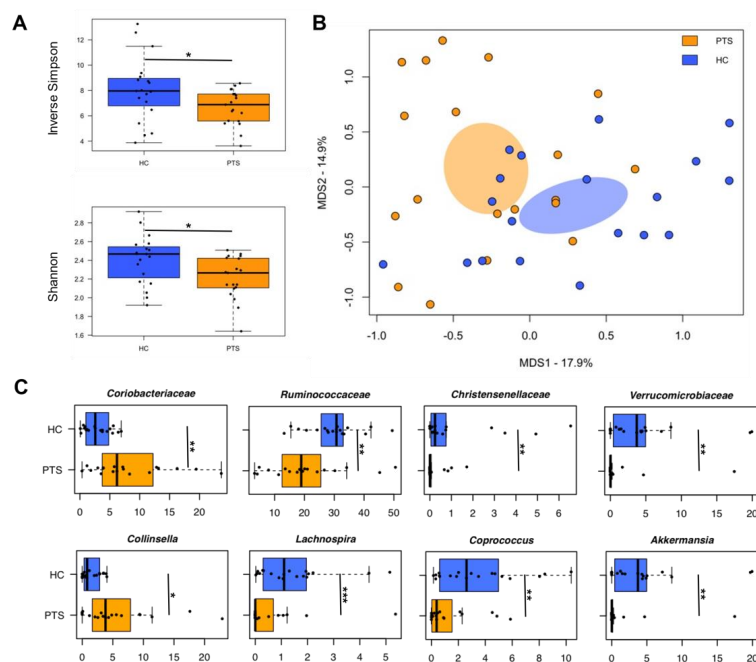 A
B
Inverse Simpson
12
10
8
6
4
*
HC
PTS
Shannon
2.8
2.6
2.4
2.2
2.0
1.8
1.6
*
HC
PTS
PTS
HC
MDS2 - 14.9%
1.0
0.5
0.0
-0.5
-1.0
-1.0 -0.5 0.0 0.5 1.0
MDS1 - 17.9%
C
Coriobacteriaceae
Ruminococcaceae
Christensenellaceae
Verrucomicrobiaceae
HC
PTS
**
**
**
**
0 5 10 15 20
10 20 30 40 50
0 1 2 3 4 5 6
0 5 10 15 20
Collinsella
Lachnospira
Coprococcus
Akkermansia
HC
PTS
*
***
**
**
0 5 10 15 20
0 1 2 3 4 5
0 2 4 6 8 10
0 5 10 15 20